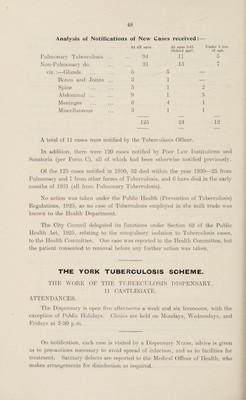 48
Analysis of Notifications of New Cases received:—
At all ages At ages 5-15 (School age). Under 5 yrs. of age.
Pulmonary Tuberculosis ... 94 11 5
Non-Pulmonary do. ... 31 13 7
viz.:—Glands ... 5 5 —
Bones and Joints ... 3 1 —
Spine ... 5 1 2
Abdominal ... 9 1 3
Meninges ... 6 4 1
Miscellaneous ... 3 1 1
125 24 12
A total of 11 cases were notified by the Tuberculosis Officer.
In addition, there were 120 cases notified by Poor Law Institutions and
Sanatoria (per Form C), all of which had been otherwise notified previously.
Of the 125 cases notified in 1930, 32 died within the year 1930—25 from
Pulmonary and 7 from other forms of Tuberculosis, and 6 have died in the early
months of 1931 (all from Pulmonary Tuberculosis).
No action was taken under the Public Health (Prevention of Tuberculosis)
Regulations, 1925, as no case of Tuberculosis employed in the milk trade was
known to the Health Department.
The City Council delegated its functions under Section 62 of the Public
Health Act, 1925, relating to the compulsory isolation in Tuberculosis cases,
to the Health Committee. One case was reported to the Health Committee, but
the patient consented to removal before any further action was taken.
THE YORK TUBERCULOSIS SCHEME.
THE WORK OF THE TUBERCULOSIS DISPENSARY,
11 CASTLEGATE.
ATTENDANCES.
The Dispensary is open five afternoons a week and six forenoons, with the
exception of Public Holidays. Clinics are held on Mondays, Wednesdays, and
Fridays at 2-30 p.m.
On notification, each case is visited by a Dispensary Nurse, advice is given
as to precautions necessary to avoid spread of infection, and as to facilities for
treatment. Sanitary defects are reported to the Medical Officer of Health, who
makes arrangements for disinfection as required.